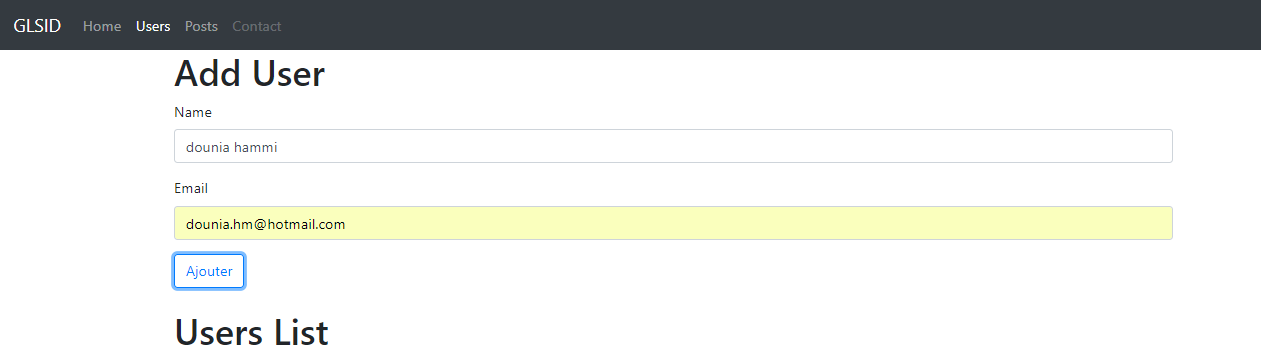 GLSID Home Users Posts Contact
Add User
Name
dounia hammi
Email
dounia.hm@hotmail.com
Ajouter
Users List